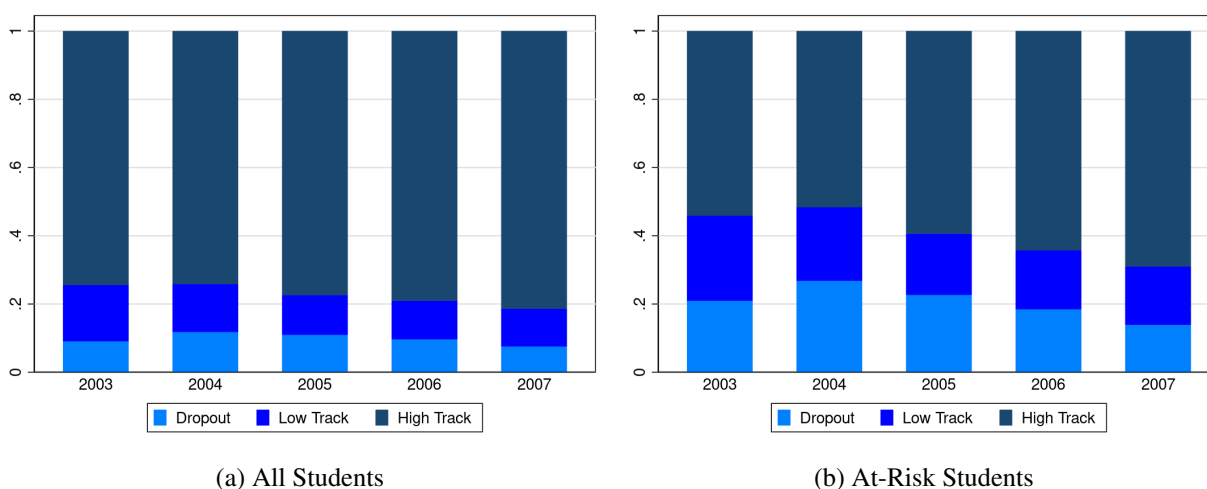 1
.8
.6
.4
.2
0
2003 2004 2005 2006 2007
Dropout Low Track High Track
(a) All Students
1
.8
.6
.4
.2
0
2003 2004 2005 2006 2007
Dropout Low Track High Track
(b) At-Risk Students